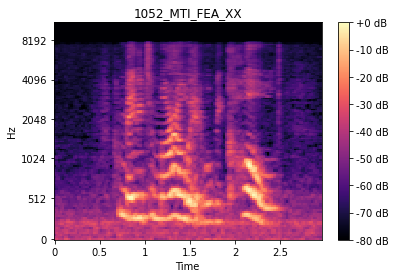 1052_MTI_FEA_XX
+0 dB
8192
-10 dB
4096
-20 dB
-30 dB
2048
-40 dB
Hz
1024
-50 dB
512
-60 dB
-70 dB
0
-80 dB
0 0.5 1 1.5 2 2.5
Time